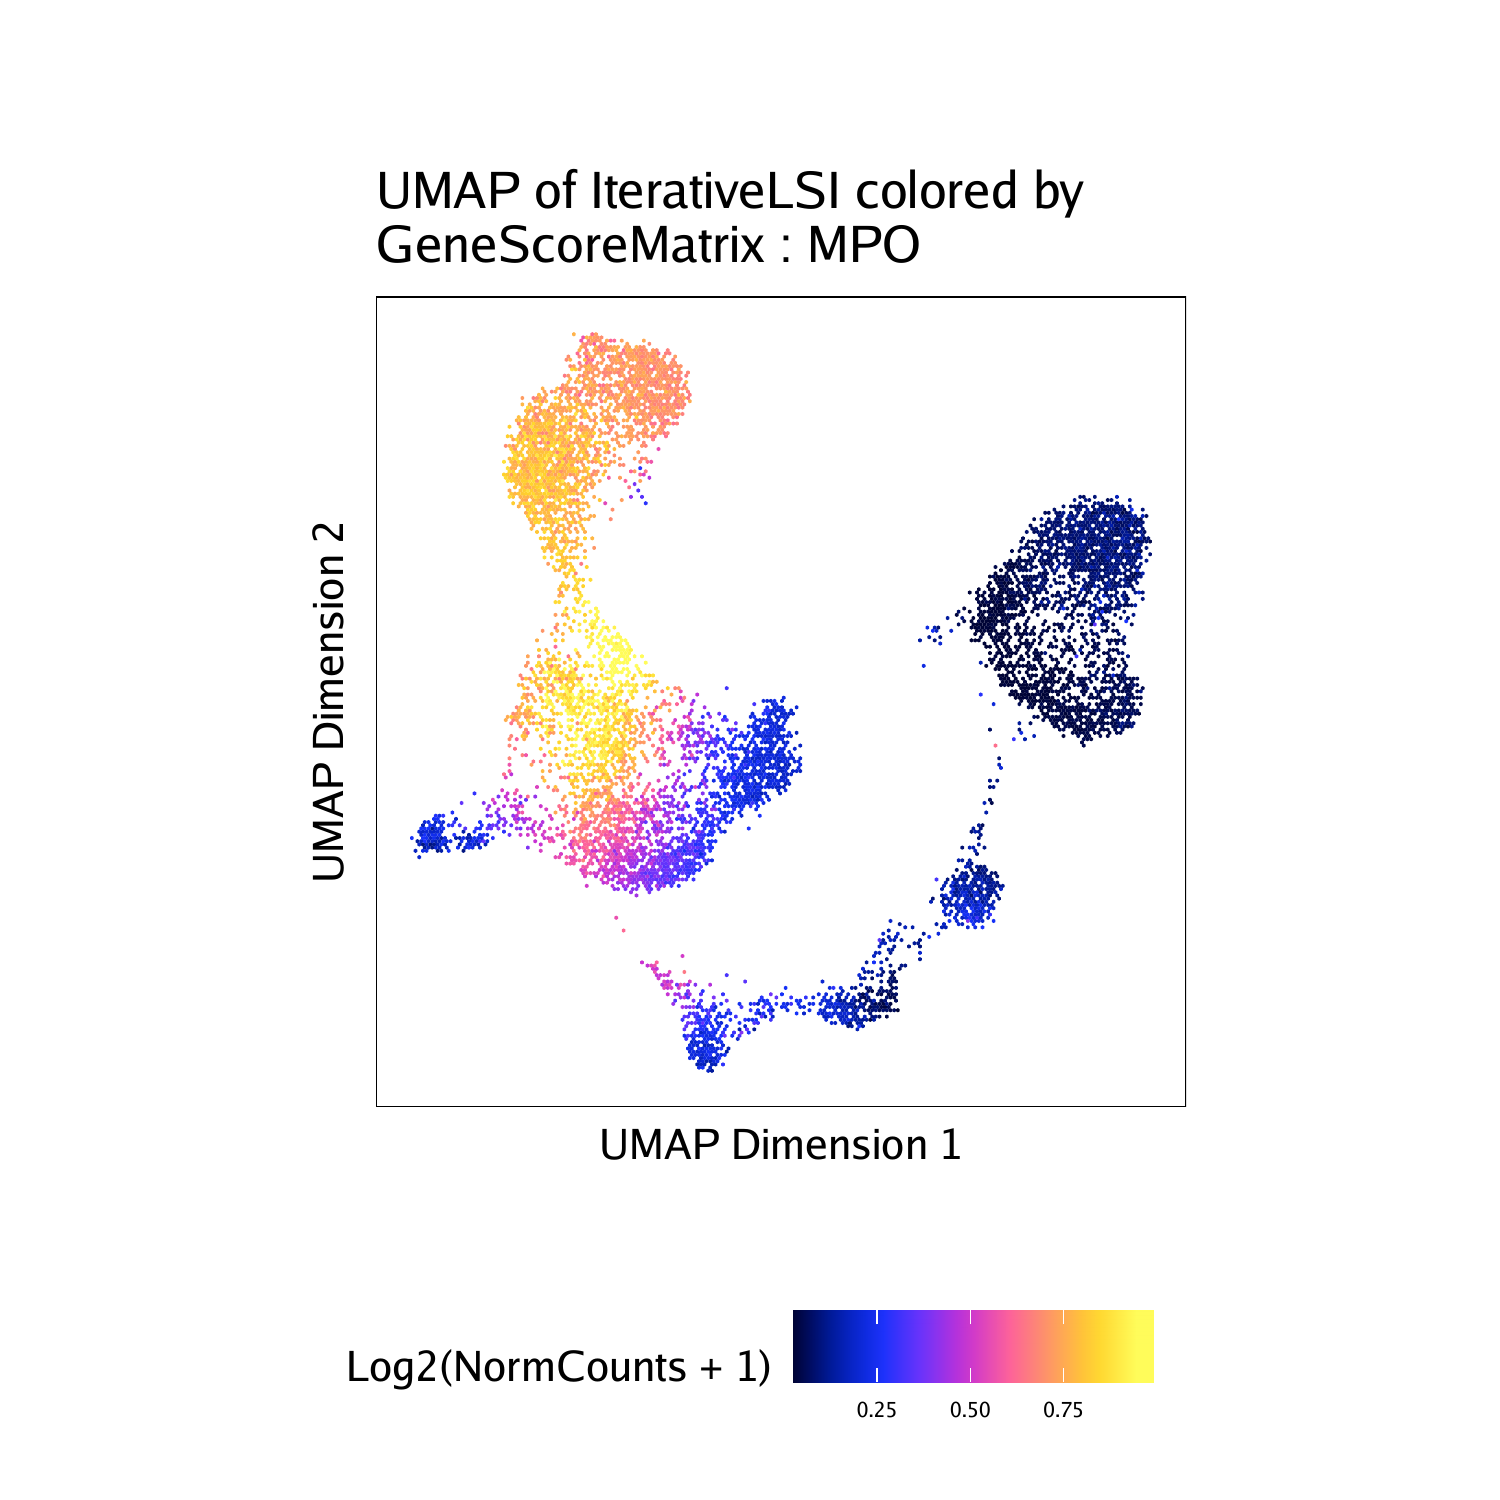 UMAP of IterativeLSI colored by
GeneScoreMatrix : MPO
UMAP Dimension 2
UMAP Dimension 1
Log2(NormCounts + 1)
0.25 0.50 0.75